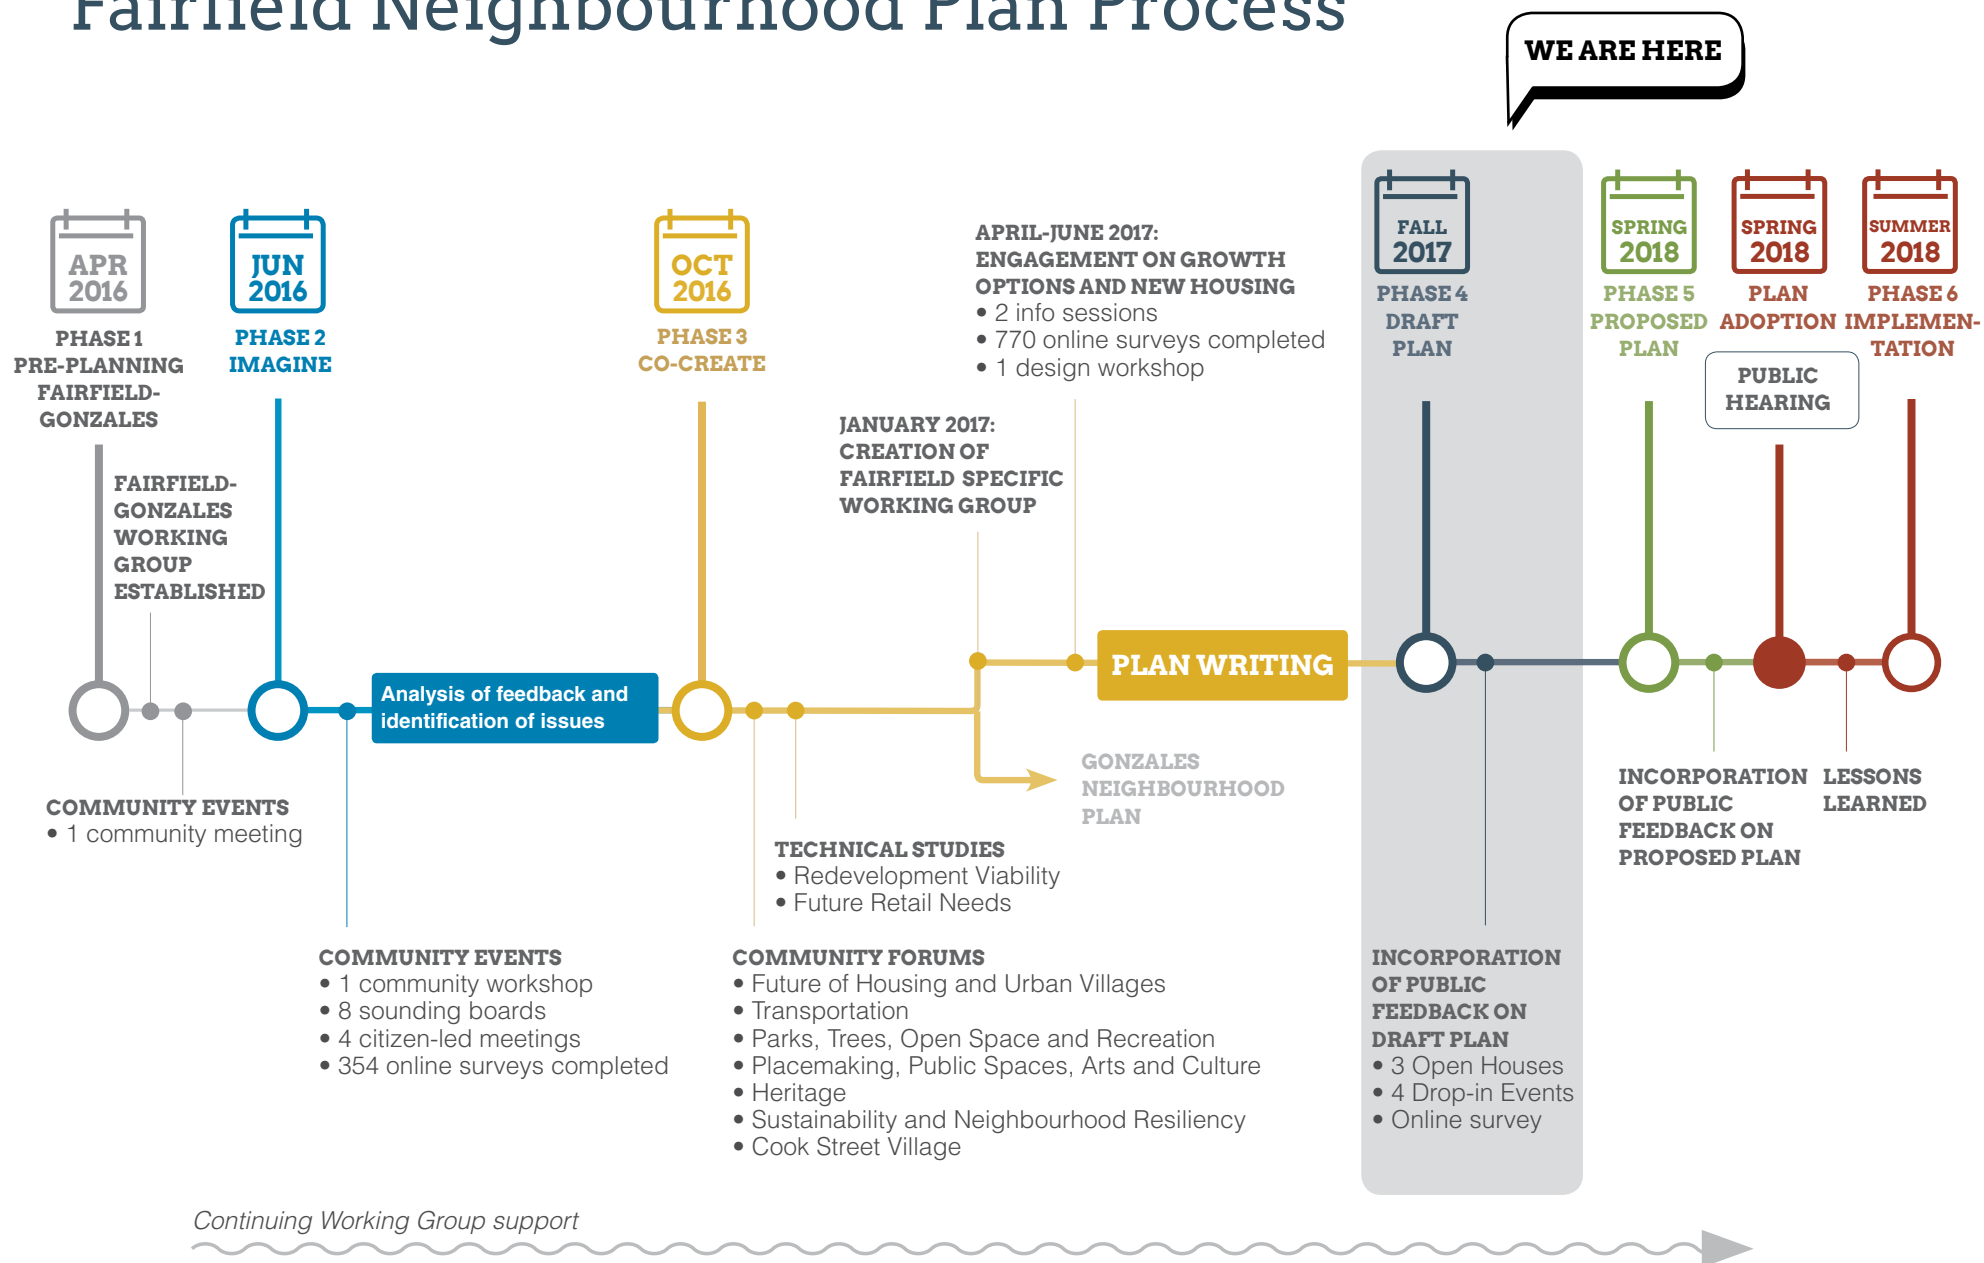 Fairfield Neighbourhood Plan Process
WE ARE HERE
APR
2016
PHASE 1
PRE-PLANNING
FAIRFIELD-
GONZALES
FAIRFIELD-
GONZALES
WORKING
GROUP
ESTABLISHED
COMMUNITY EVENTS
• 1 community meeting
JUN
2016
PHASE 2
IMAGINE
Analysis of feedback and
identification of issues
COMMUNITY EVENTS
• 1 community workshop
• 8 sounding boards
• 4 citizen-led meetings
• 354 online surveys completed
OCT
2016
PHASE 3
CO-CREATE
TECHNICAL STUDIES
• Redevelopment Viability
• Future Retail Needs
COMMUNITY FORUMS
• Future of Housing and Urban Villages
• Transportation
• Parks, Trees, Open Space and Recreation
• Placemaking, Public Spaces, Arts and Culture
• Heritage
• Sustainability and Neighbourhood Resiliency
• Cook Street Village
JANUARY 2017:
CREATION OF
FAIRFIELD SPECIFIC
WORKING GROUP
APRIL-JUNE 2017:
ENGAGEMENT ON GROWTH
OPTIONS AND NEW HOUSING
• 2 info sessions
• 770 online surveys completed
• 1 design workshop
PLAN WRITING
GONZALES
NEIGHBOURHOOD
PLAN
FALL
2017
PHASE 4
DRAFT
PLAN
INCORPORATION
OF PUBLIC
FEEDBACK ON
DRAFT PLAN
• 3 Open Houses
• 4 Drop-in Events
• Online survey
SPRING
2018
PHASE 5
PROPOSED
PLAN
INCORPORATION
OF PUBLIC
FEEDBACK ON
PROPOSED PLAN
SPRING
2018
PLAN
ADOPTION
PUBLIC
HEARING
LESSONS
LEARNED
SUMMER
2018
PHASE 6
IMPLEMEN-
TATION
Continuing Working Group support